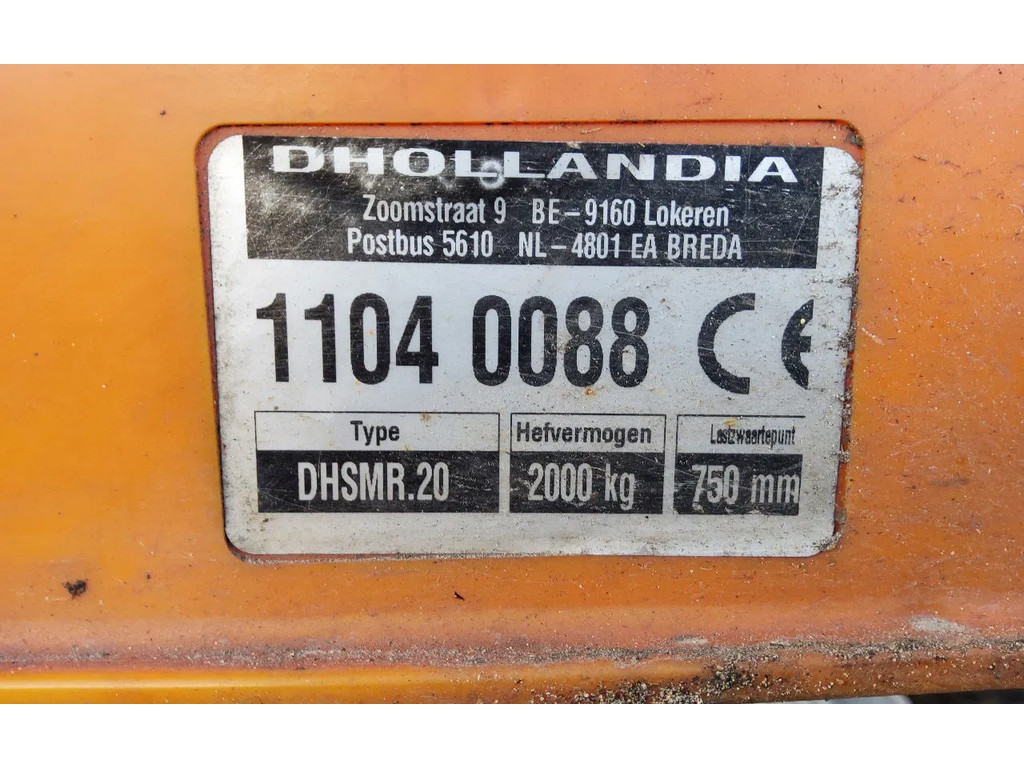 DHOLLANDIA
Zoomstraat 9 BE-9160 Lokeren
Postbus 5610 NL-4801 EA BREDA
1104 0088 CE
Type Hefvermogen Lastzwaartepunt
DHSMR.20 2000 kg 750 mm